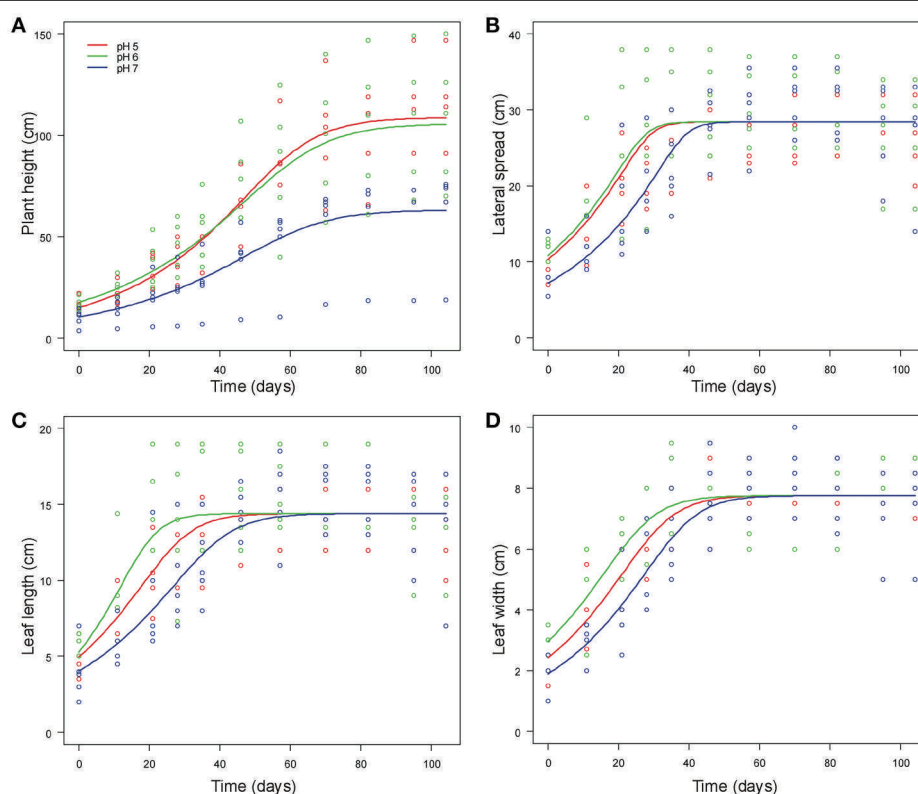 A
150
100
50
0
Plant height (cm)
pH 5
pH 6
pH 7
0 20 40 60 80 100
Time (days)
B
40
30
20
10
0
Lateral spread (cm)
0 20 40 60 80 100
Time (days)
C
20
15
10
5
0
Leaf length (cm)
0 20 40 60 80 100
Time (days)
D
10
8
6
4
2
0
Leaf width (cm)
0 20 40 60 80 100
Time (days)